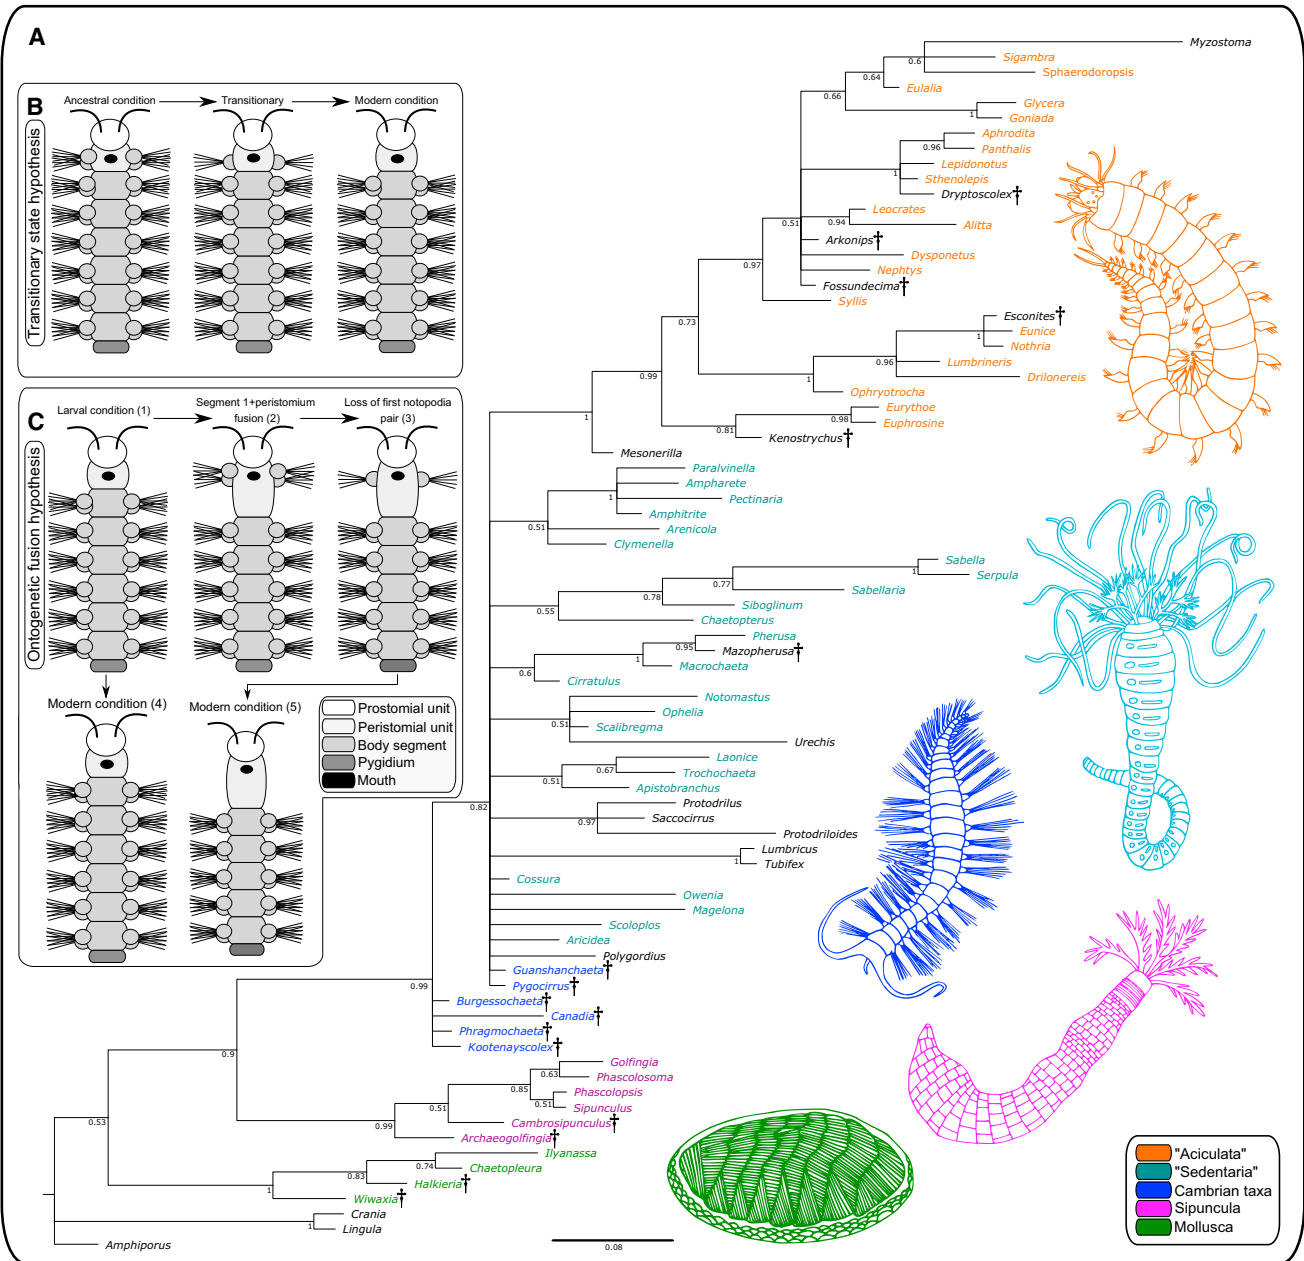 A
B
Transitionary state hypothesis
Ancestral condition
Transitionary
Modern condition
C
Ontogenetic fusion hypothesis
Larval condition (1)
Segment 1+peristomium
fusion (2)
Loss of first notopodia
pair (3)
Modern condition (4)
Modern condition (5)
Prostomial unit
Peristomial unit
Body segment
Pygidium
Mouth
Myzostoma
0.6
Sigambra
Sphaerodoropsis
0.64
Eulalia
0.66
Glycera
1
Goniada
Aphrodita
0.96
Panthalis
Lepidonotus
1
Sthenolepis
Dryptoscolex†
Leocrates
0.51
0.94
Alitta
Arkonips†
Dysponetus
0.97
Nephtys
Fossundecima†
Syllis
Esconites†
0.73
Eunice
1
Nothria
0.96
Lumbrineris
Drilonereis
0.99
1
Ophryotrocha
Eurythoe
0.98
Euphrosine
1
0.81
Kenostrychus†
Mesonerilla
Paralvinella
Ampharete
1
Pectinaria
Amphitrite
0.51
Arenicola
Clymenella
Sabella
1
Serpula
0.77
Sabellaria
0.78
Siboglinum
0.55
Chaetopterus
Pherusa
0.95
Mazopherusa†
1
Macrochaeta
0.6
Cirratulus
Notomastus
Ophelia
0.51
Scalibregma
Urechis
Laonice
0.67
Trochochaeta
0.51
Apistobranchus
0.82
Protodrilus
Saccocirrus
0.97
Protodriloides
Lumbricus
1
Tubifex
Cossura
Owenia
Magelona
Scoloplos
Aricidea
Polygordius
Guanshanchaeta†
0.99
Pygocirrus†
Burgessochaeta†
Canadia†
Phragmochaeta†
Kootenayscolex†
0.9
Golfingia
0.63
Phascolosoma
0.85
Phascolopsis
0.51
0.51
Sipunculus
0.53
0.99
Cambrosipunculus†
Archaeogolfingia†
Ilyanassa
0.74
Chaetopleura
0.83
Halkieria†
1
Wiwaxia†
Crania
1
Lingula
Amphiporus
0.08
"Aciculata"
"Sedentaria"
Cambrian taxa
Sipuncula
Mollusca